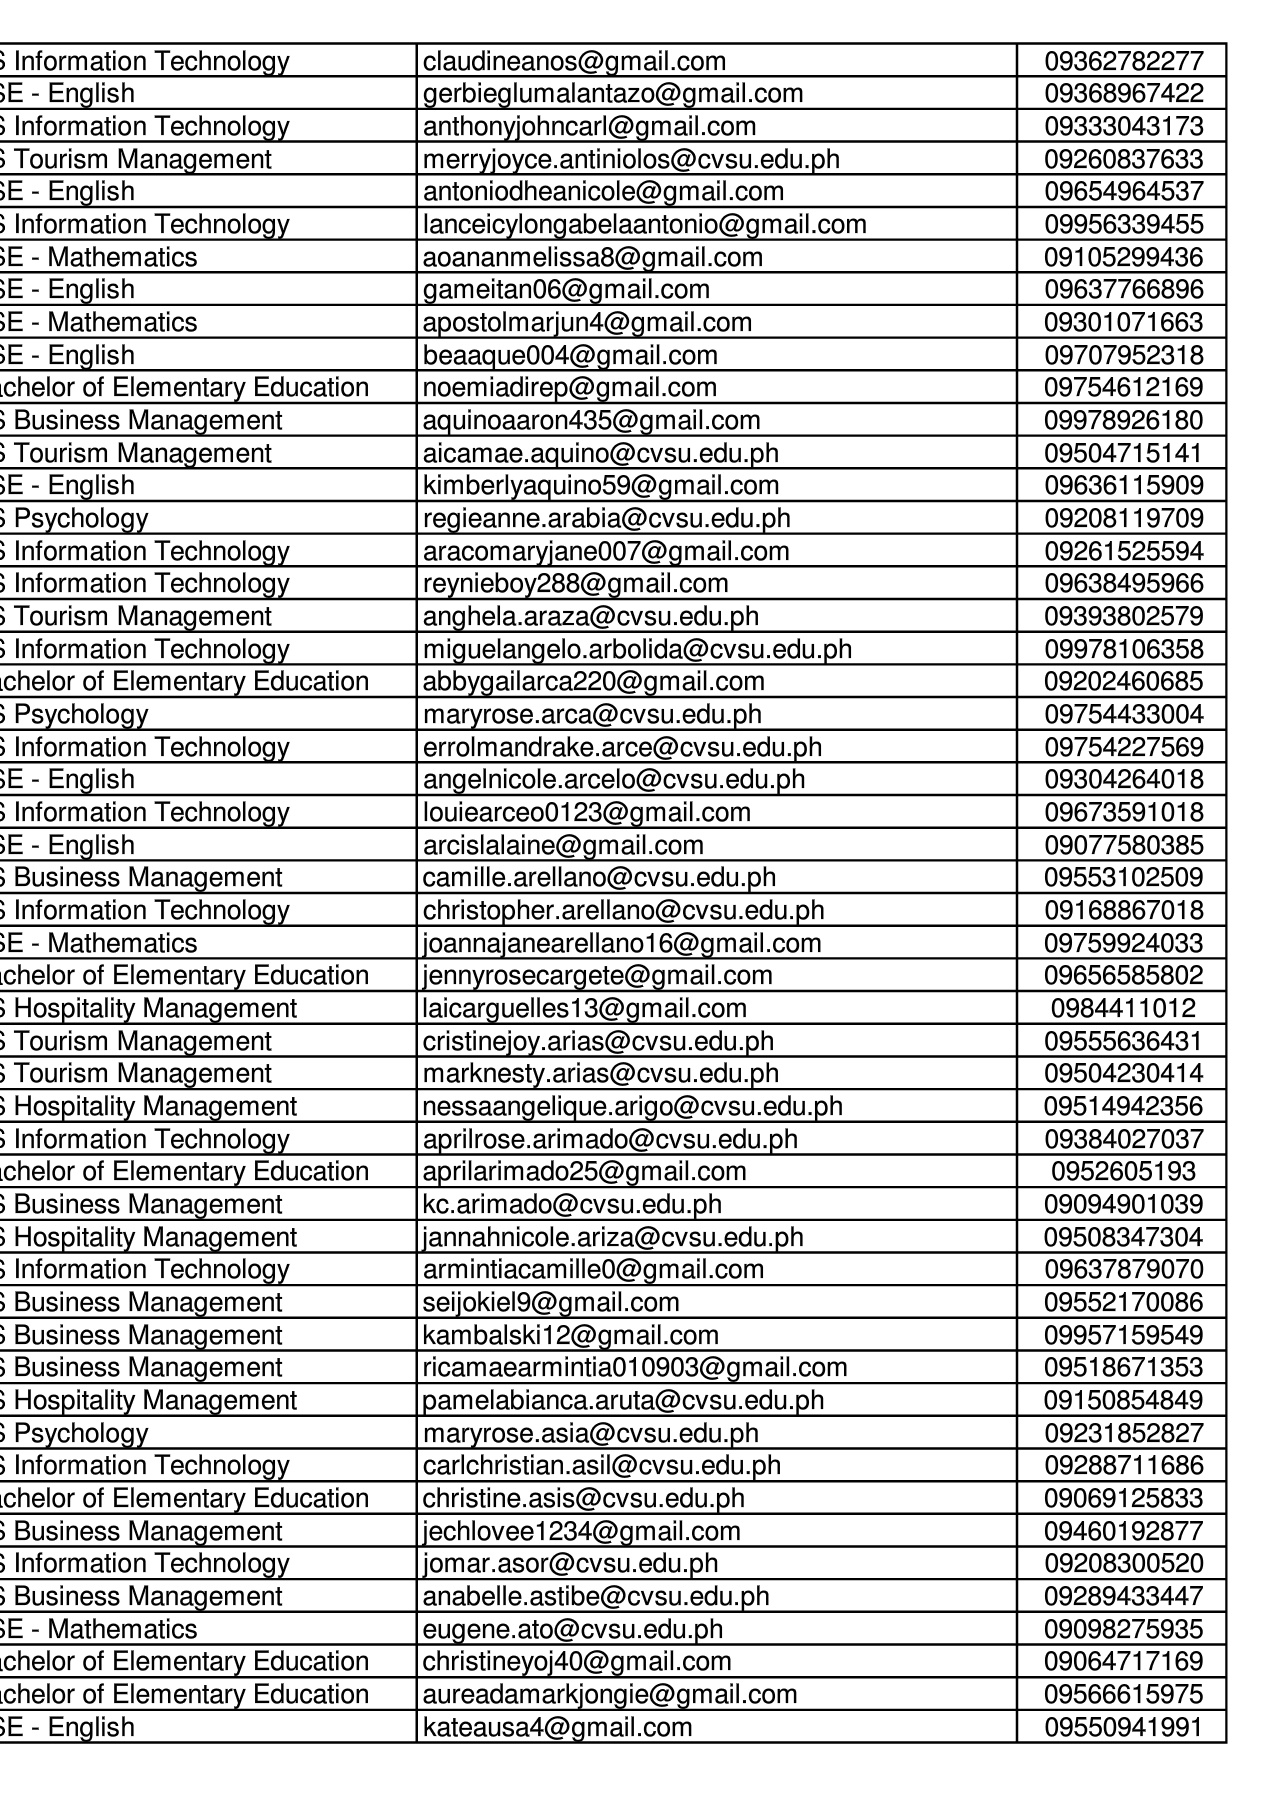 S Information Technology claudineanos@gmail.com 09362782277
SE - English gerbieglumalantazo@gmail.com 09368967422
S Information Technology anthonyjohncarl@gmail.com 09333043173
S Tourism Management merryjoyce.antiniolos@cvsu.edu.ph 09260837633
SE - English antoniodheanicole@gmail.com 09654964537
S Information Technology lanceicylongabelaantonio@gmail.com 09956339455
SE - Mathematics aoananmelissa8@gmail.com 09105299436
SE - English gameitan06@gmail.com 09637766896
SE - Mathematics apostolmarjun4@gmail.com 09301071663
SE - English beaaque004@gmail.com 09707952318
achelor of Elementary Education noemiadirep@gmail.com 09754612169
S Business Management aquinoaaron435@gmail.com 09978926180
S Tourism Management aicamae.aquino@cvsu.edu.ph 09504715141
SE - English kimberlyaquino59@gmail.com 09636115909
S Psychology regieanne.arabia@cvsu.edu.ph 09208119709
S Information Technology aracomaryjane007@gmail.com 09261525594
S Information Technology reynieboy288@gmail.com 09638495966
S Tourism Management anghela.araza@cvsu.edu.ph 09393802579
S Information Technology miguelangelo.arbolida@cvsu.edu.ph 09978106358
achelor of Elementary Education abbygailarca220@gmail.com 09202460685
S Psychology maryrose.arca@cvsu.edu.ph 09754433004
S Information Technology errolmandrake.arce@cvsu.edu.ph 09754227569
SE - English angelnicole.arcelo@cvsu.edu.ph 09304264018
S Information Technology louiearceo0123@gmail.com 09673591018
SE - English arcislalaine@gmail.com 09077580385
S Business Management camille.arellano@cvsu.edu.ph 09553102509
S Information Technology christopher.arellano@cvsu.edu.ph 09168867018
SE - Mathematics joannajanearellano16@gmail.com 09759924033
achelor of Elementary Education jennyrosecargete@gmail.com 09656585802
S Hospitality Management laicarguelles13@gmail.com 0984411012
S Tourism Management cristinejoy.arias@cvsu.edu.ph 09555636431
S Tourism Management marknesty.arias@cvsu.edu.ph 09504230414
S Hospitality Management nessaangelique.arigo@cvsu.edu.ph 09514942356
S Information Technology aprilrose.arimado@cvsu.edu.ph 09384027037
achelor of Elementary Education aprilarimado25@gmail.com 0952605193
S Business Management kc.arimado@cvsu.edu.ph 09094901039
S Hospitality Management jannahnicole.ariza@cvsu.edu.ph 09508347304
S Information Technology armintiacamille0@gmail.com 09637879070
S Business Management seijokiel9@gmail.com 09552170086
S Business Management kambalski12@gmail.com 09957159549
S Business Management ricamaearmintia010903@gmail.com 09518671353
S Hospitality Management pamelabianca.aruta@cvsu.edu.ph 09150854849
S Psychology maryrose.asia@cvsu.edu.ph 09231852827
S Information Technology carlchristian.asil@cvsu.edu.ph 09288711686
achelor of Elementary Education christine.asis@cvsu.edu.ph 09069125833
S Business Management jechlovee1234@gmail.com 09460192877
S Information Technology jomar.asor@cvsu.edu.ph 09208300520
S Business Management anabelle.astibe@cvsu.edu.ph 09289433447
SE - Mathematics eugene.ato@cvsu.edu.ph 09098275935
achelor of Elementary Education christineyoj40@gmail.com 09064717169
achelor of Elementary Education aureadamarkjongie@gmail.com 09566615975
SE - English kateausa4@gmail.com 09550941991